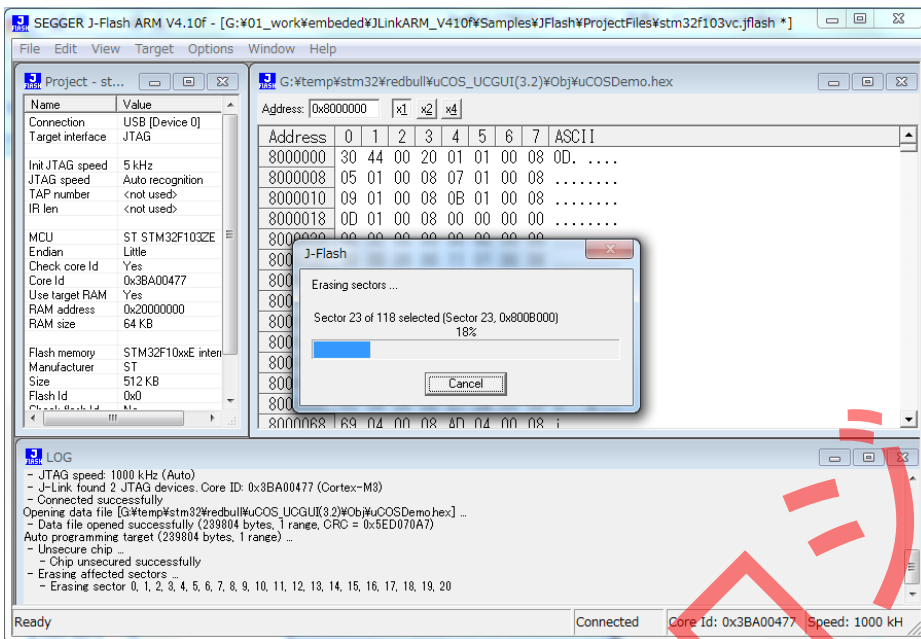 SEGGER J-Flash ARM V4.10f - [G:¥01_work¥embeded¥JLinkARM_V410f¥Samples¥JFlash¥ProjectFiles¥stm32f103vc.jflash *]
File Edit View Target Options Window Help
Project - st...
Name Value
Connection USB [Device 0]
Target interface JTAG
Init JTAG speed 5 kHz
JTAG speed Auto recognition
TAP number <not used>
IR len <not used>
MCU ST STM32F103ZE
Endian Little
Check core Id Yes
Core Id 0x3BA00477
Use target RAM Yes
RAM address 0x20000000
RAM size 64 KB
Flash memory STM32F10xxE intern
Manufacturer ST
Size 512 KB
Flash Id 0x0
G:¥temp¥stm32¥redbull¥uCOS_UCGUI(3.2)¥Obj¥uCOSDemo.hex
Address: 0x8000000 x1 x2 x4
Address 0 1 2 3 4 5 6 7 ASCII
8000000 30 44 00 20 01 01 00 08 0D. ....
8000008 05 01 00 08 07 01 00 08 ........
8000010 09 01 00 08 0B 01 00 08 ........
8000018 0D 01 00 08 00 00 00 00 ........
8000068 69 04 00 08 AD 04 00 08 i
J-Flash
Erasing sectors ...
Sector 23 of 118 selected (Sector 23, 0x800B000)
18%
Cancel
LOG
- JTAG speed: 1000 kHz (Auto)
- J-Link found 2 JTAG devices. Core ID: 0x3BA00477 (Cortex-M3)
- Connected successfully
Opening data file [G:¥temp¥stm32¥redbull¥uCOS_UCGUI(3.2)¥Obj¥uCOSDemo.hex] ...
- Data file opened successfully (239804 bytes, 1 range, CRC = 0x5ED070A7)
Auto programming target (239804 bytes, 1 range) ...
- Unsecure chip ...
- Chip unsecured successfully
- Erasing affected sectors ...
- Erasing sector 0, 1, 2, 3, 4, 5, 6, 7, 8, 9, 10, 11, 12, 13, 14, 15, 16, 17, 18, 19, 20
Ready Connected Core Id: 0x3BA00477 Speed: 1000 kH